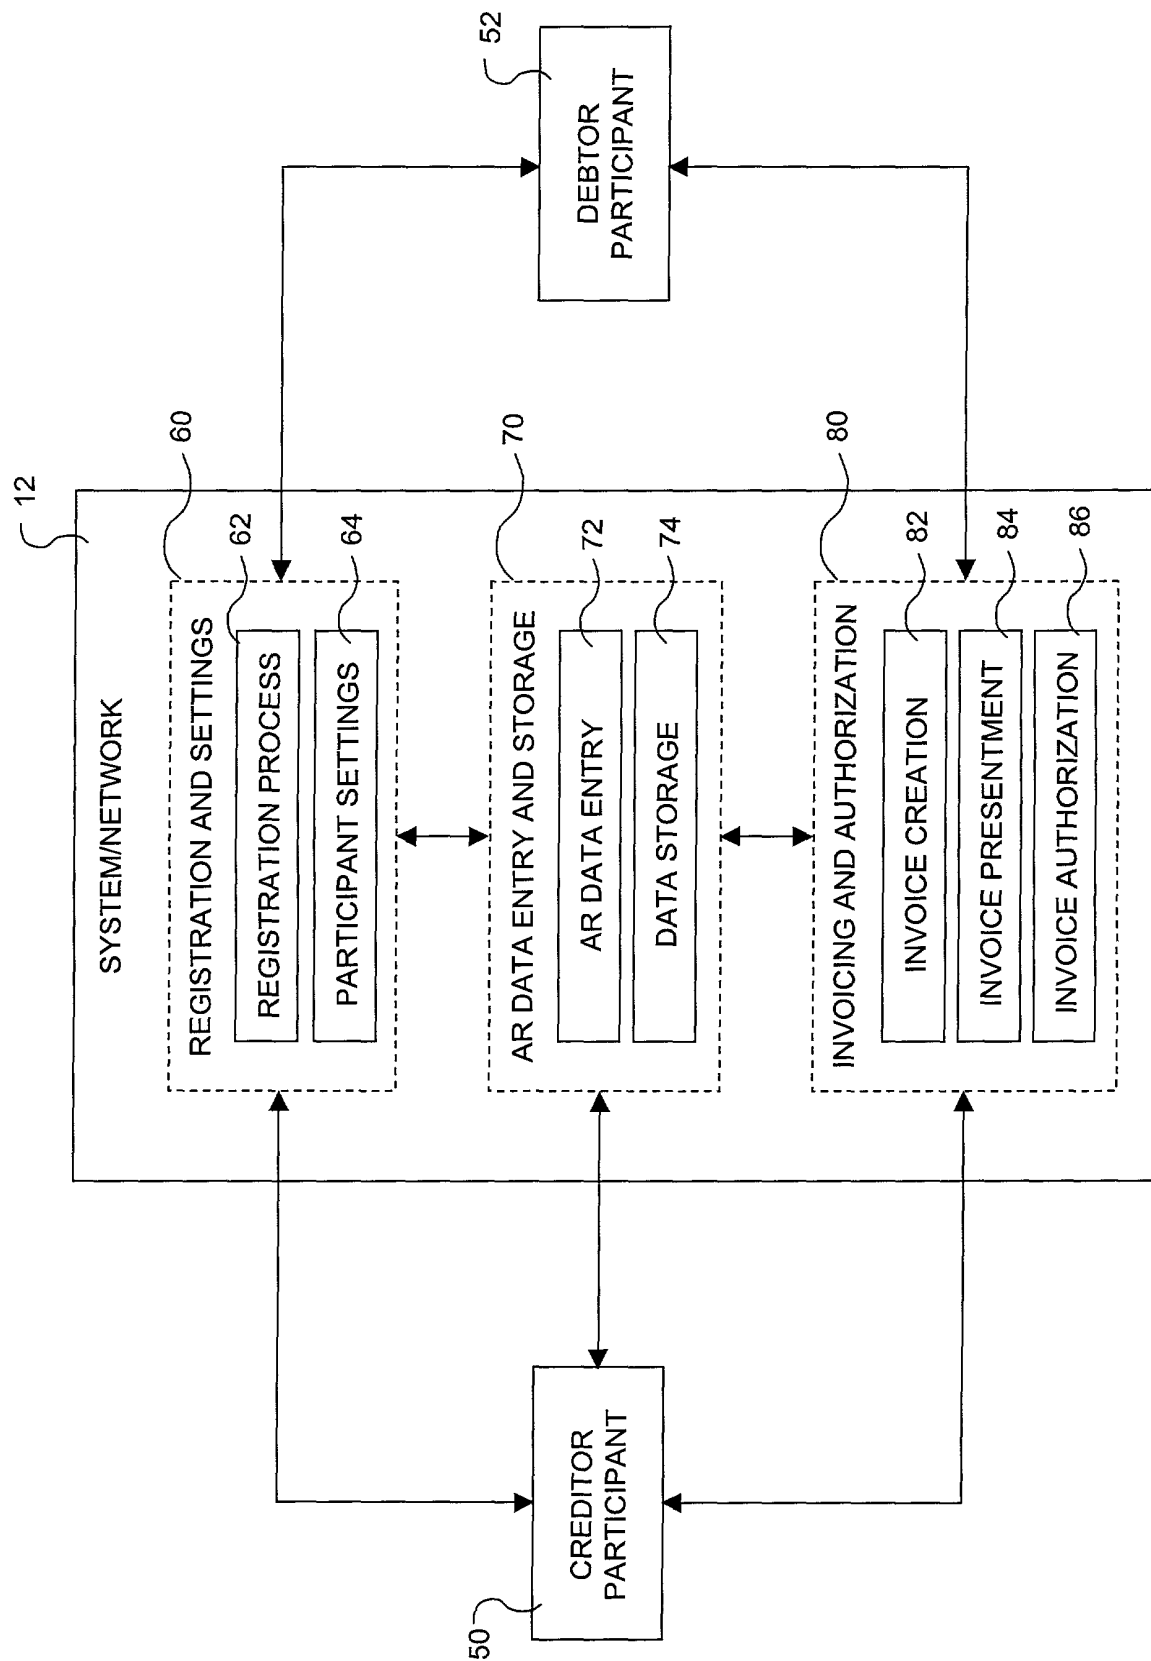 12
SYSTEM/NETWORK
60
REGISTRATION AND SETTINGS
62
REGISTRATION PROCESS
64
PARTICIPANT SETTINGS
50
CREDITOR
PARTICIPANT
70
AR DATA ENTRY AND STORAGE
72
AR DATA ENTRY
74
DATA STORAGE
52
DEBTOR
PARTICIPANT
80
INVOICING AND AUTHORIZATION
82
INVOICE CREATION
84
INVOICE PRESENTMENT
86
INVOICE AUTHORIZATION